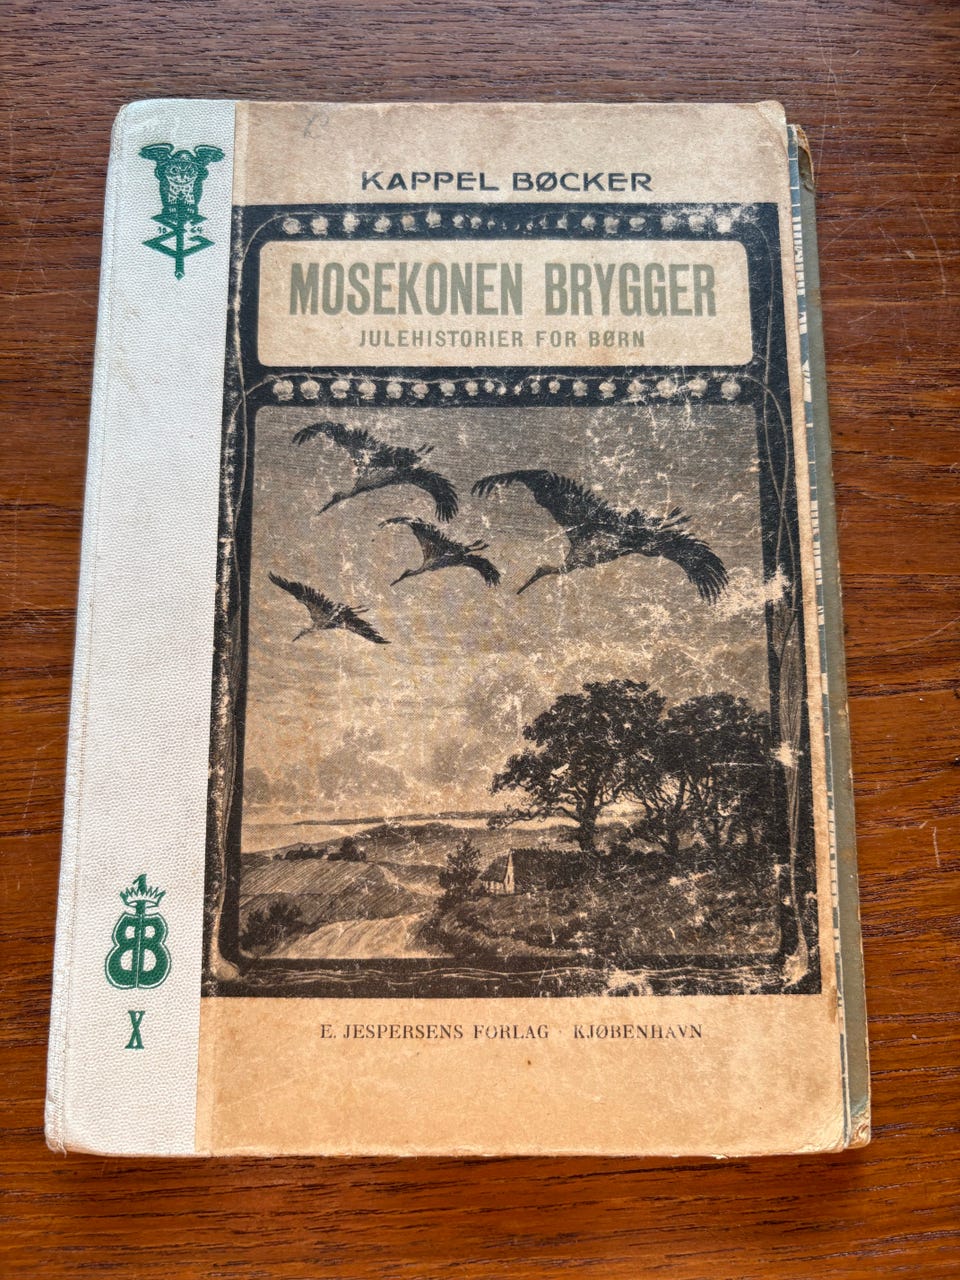 KAPPEL BØCKER
MOSEKONEN BRYGGER
JULEHISTORIER FOR BØRN
E. JESPERSENS FORLAG · KJØBENHAVN
X